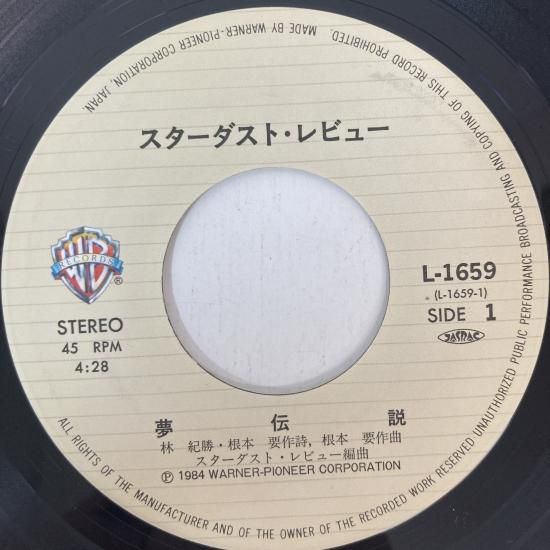 スターダスト・レビュー
WB
RECORDS
®
STEREO
45 RPM
4:28
L-1659
(L-1659-1)
SIDE 1
JASRAC
夢伝説
林 紀勝・根本 要作詩, 根本 要作曲
スターダスト・レビュー編曲
Ⓟ 1984 WARNER-PIONEER CORPORATION
ALL RIGHTS OF THE MANUFACTURER AND OF THE OWNER OF THE RECORDED WORK RESERVED UNAUTHORIZED PUBLIC PERFORMANCE BROADCASTING AND COPYING OF THIS RECORD PROHIBITED. MADE BY WARNER-PIONEER CORPORATION, JAPAN